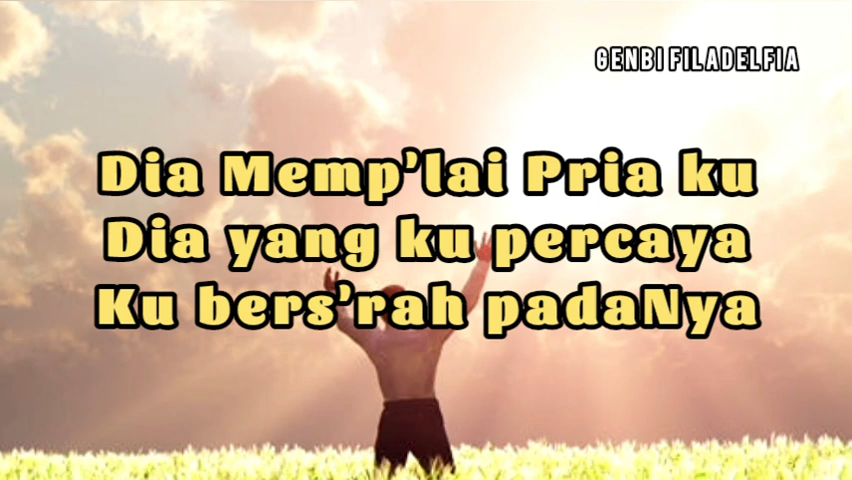 GENBI FILADELFIA
Dia Memp'lai Pria ku
Dia yang ku percaya
Ku bers'rah padaNya